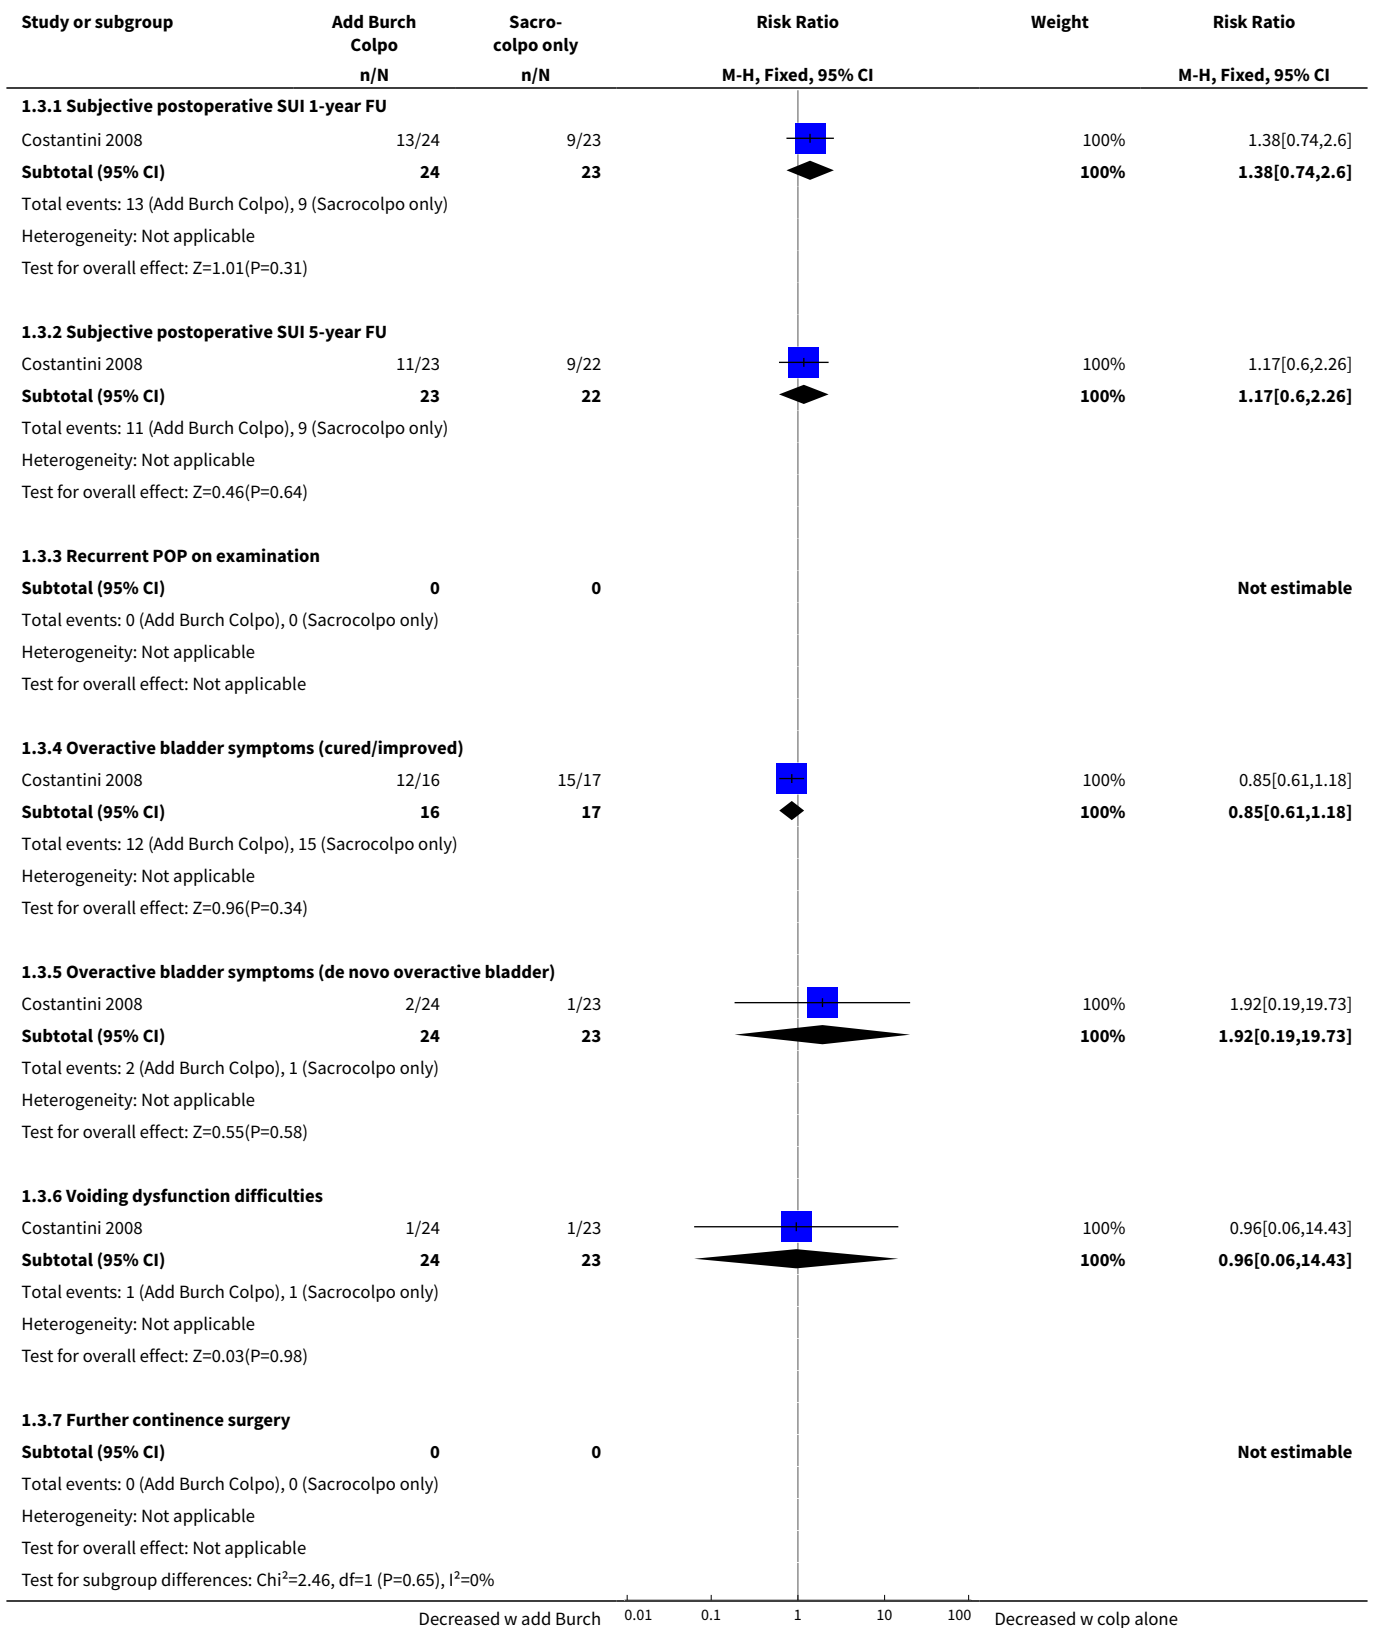 Study or subgroup Add Burch Sacro- Risk Ratio Weight Risk Ratio
Colpo colpo only
n/N n/N M-H, Fixed, 95% CI M-H, Fixed, 95% CI
1.3.1 Subjective postoperative SUI 1-year FU
Costantini 2008 13/24 9/23 100% 1.38[0.74,2.6]
Subtotal (95% CI) 24 23 100% 1.38[0.74,2.6]
Total events: 13 (Add Burch Colpo), 9 (Sacrocolpo only)
Heterogeneity: Not applicable
Test for overall effect: Z=1.01(P=0.31)
1.3.2 Subjective postoperative SUI 5-year FU
Costantini 2008 11/23 9/22 100% 1.17[0.6,2.26]
Subtotal (95% CI) 23 22 100% 1.17[0.6,2.26]
Total events: 11 (Add Burch Colpo), 9 (Sacrocolpo only)
Heterogeneity: Not applicable
Test for overall effect: Z=0.46(P=0.64)
1.3.3 Recurrent POP on examination
Subtotal (95% CI) 0 0 Not estimable
Total events: 0 (Add Burch Colpo), 0 (Sacrocolpo only)
Heterogeneity: Not applicable
Test for overall effect: Not applicable
1.3.4 Overactive bladder symptoms (cured/improved)
Costantini 2008 12/16 15/17 100% 0.85[0.61,1.18]
Subtotal (95% CI) 16 17 100% 0.85[0.61,1.18]
Total events: 12 (Add Burch Colpo), 15 (Sacrocolpo only)
Heterogeneity: Not applicable
Test for overall effect: Z=0.96(P=0.34)
1.3.5 Overactive bladder symptoms (de novo overactive bladder)
Costantini 2008 2/24 1/23 100% 1.92[0.19,19.73]
Subtotal (95% CI) 24 23 100% 1.92[0.19,19.73]
Total events: 2 (Add Burch Colpo), 1 (Sacrocolpo only)
Heterogeneity: Not applicable
Test for overall effect: Z=0.55(P=0.58)
1.3.6 Voiding dysfunction difficulties
Costantini 2008 1/24 1/23 100% 0.96[0.06,14.43]
Subtotal (95% CI) 24 23 100% 0.96[0.06,14.43]
Total events: 1 (Add Burch Colpo), 1 (Sacrocolpo only)
Heterogeneity: Not applicable
Test for overall effect: Z=0.03(P=0.98)
1.3.7 Further continence surgery
Subtotal (95% CI) 0 0 Not estimable
Total events: 0 (Add Burch Colpo), 0 (Sacrocolpo only)
Heterogeneity: Not applicable
Test for overall effect: Not applicable
Test for subgroup differences: Chi²=2.46, df=1 (P=0.65), I²=0%
Decreased w add Burch 0.01 0.1 1 10 100 Decreased w colp alone